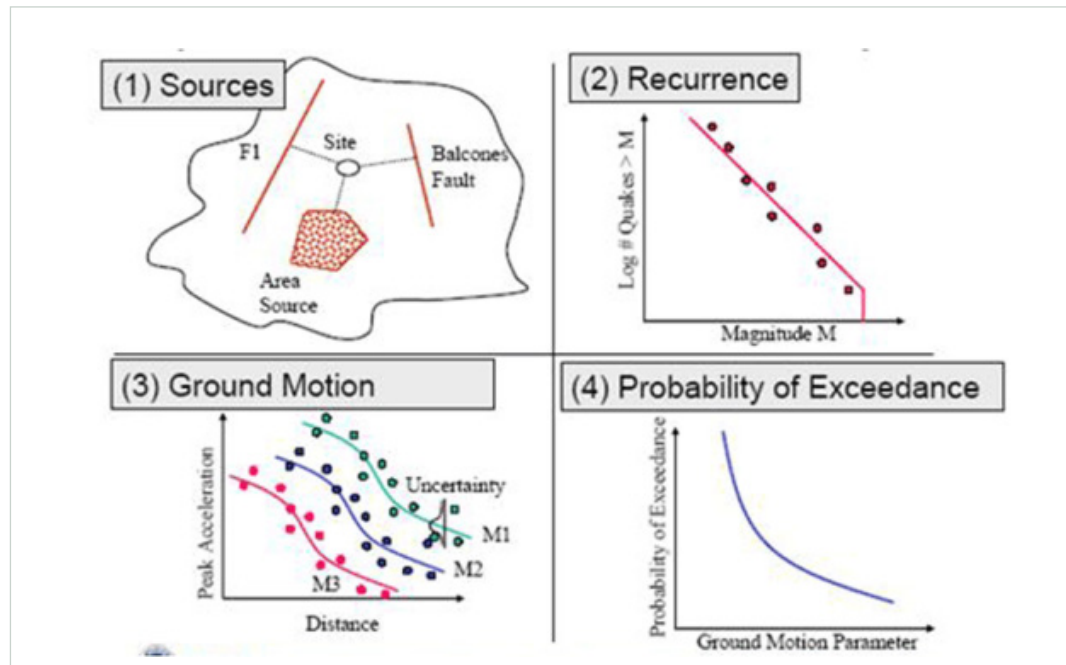 (1) Sources
F1
Site
Balcones
Fault
Area
Source
(2) Recurrence
Log # Quakes > M
Magnitude M
(3) Ground Motion
Peak Acceleration
Uncertainty
M1
M2
M3
Distance
(4) Probability of Exceedance
Probability of Exceedance
Ground Motion Parameter